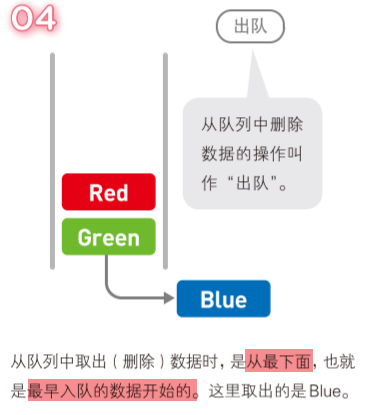 04
出队
从队列中删除
数据的操作叫
作“出队”。
Red
Green
Blue
从队列中取出（删除）数据时，是从最下面，也就
是最早入队的数据开始的。这里取出的是Blue。